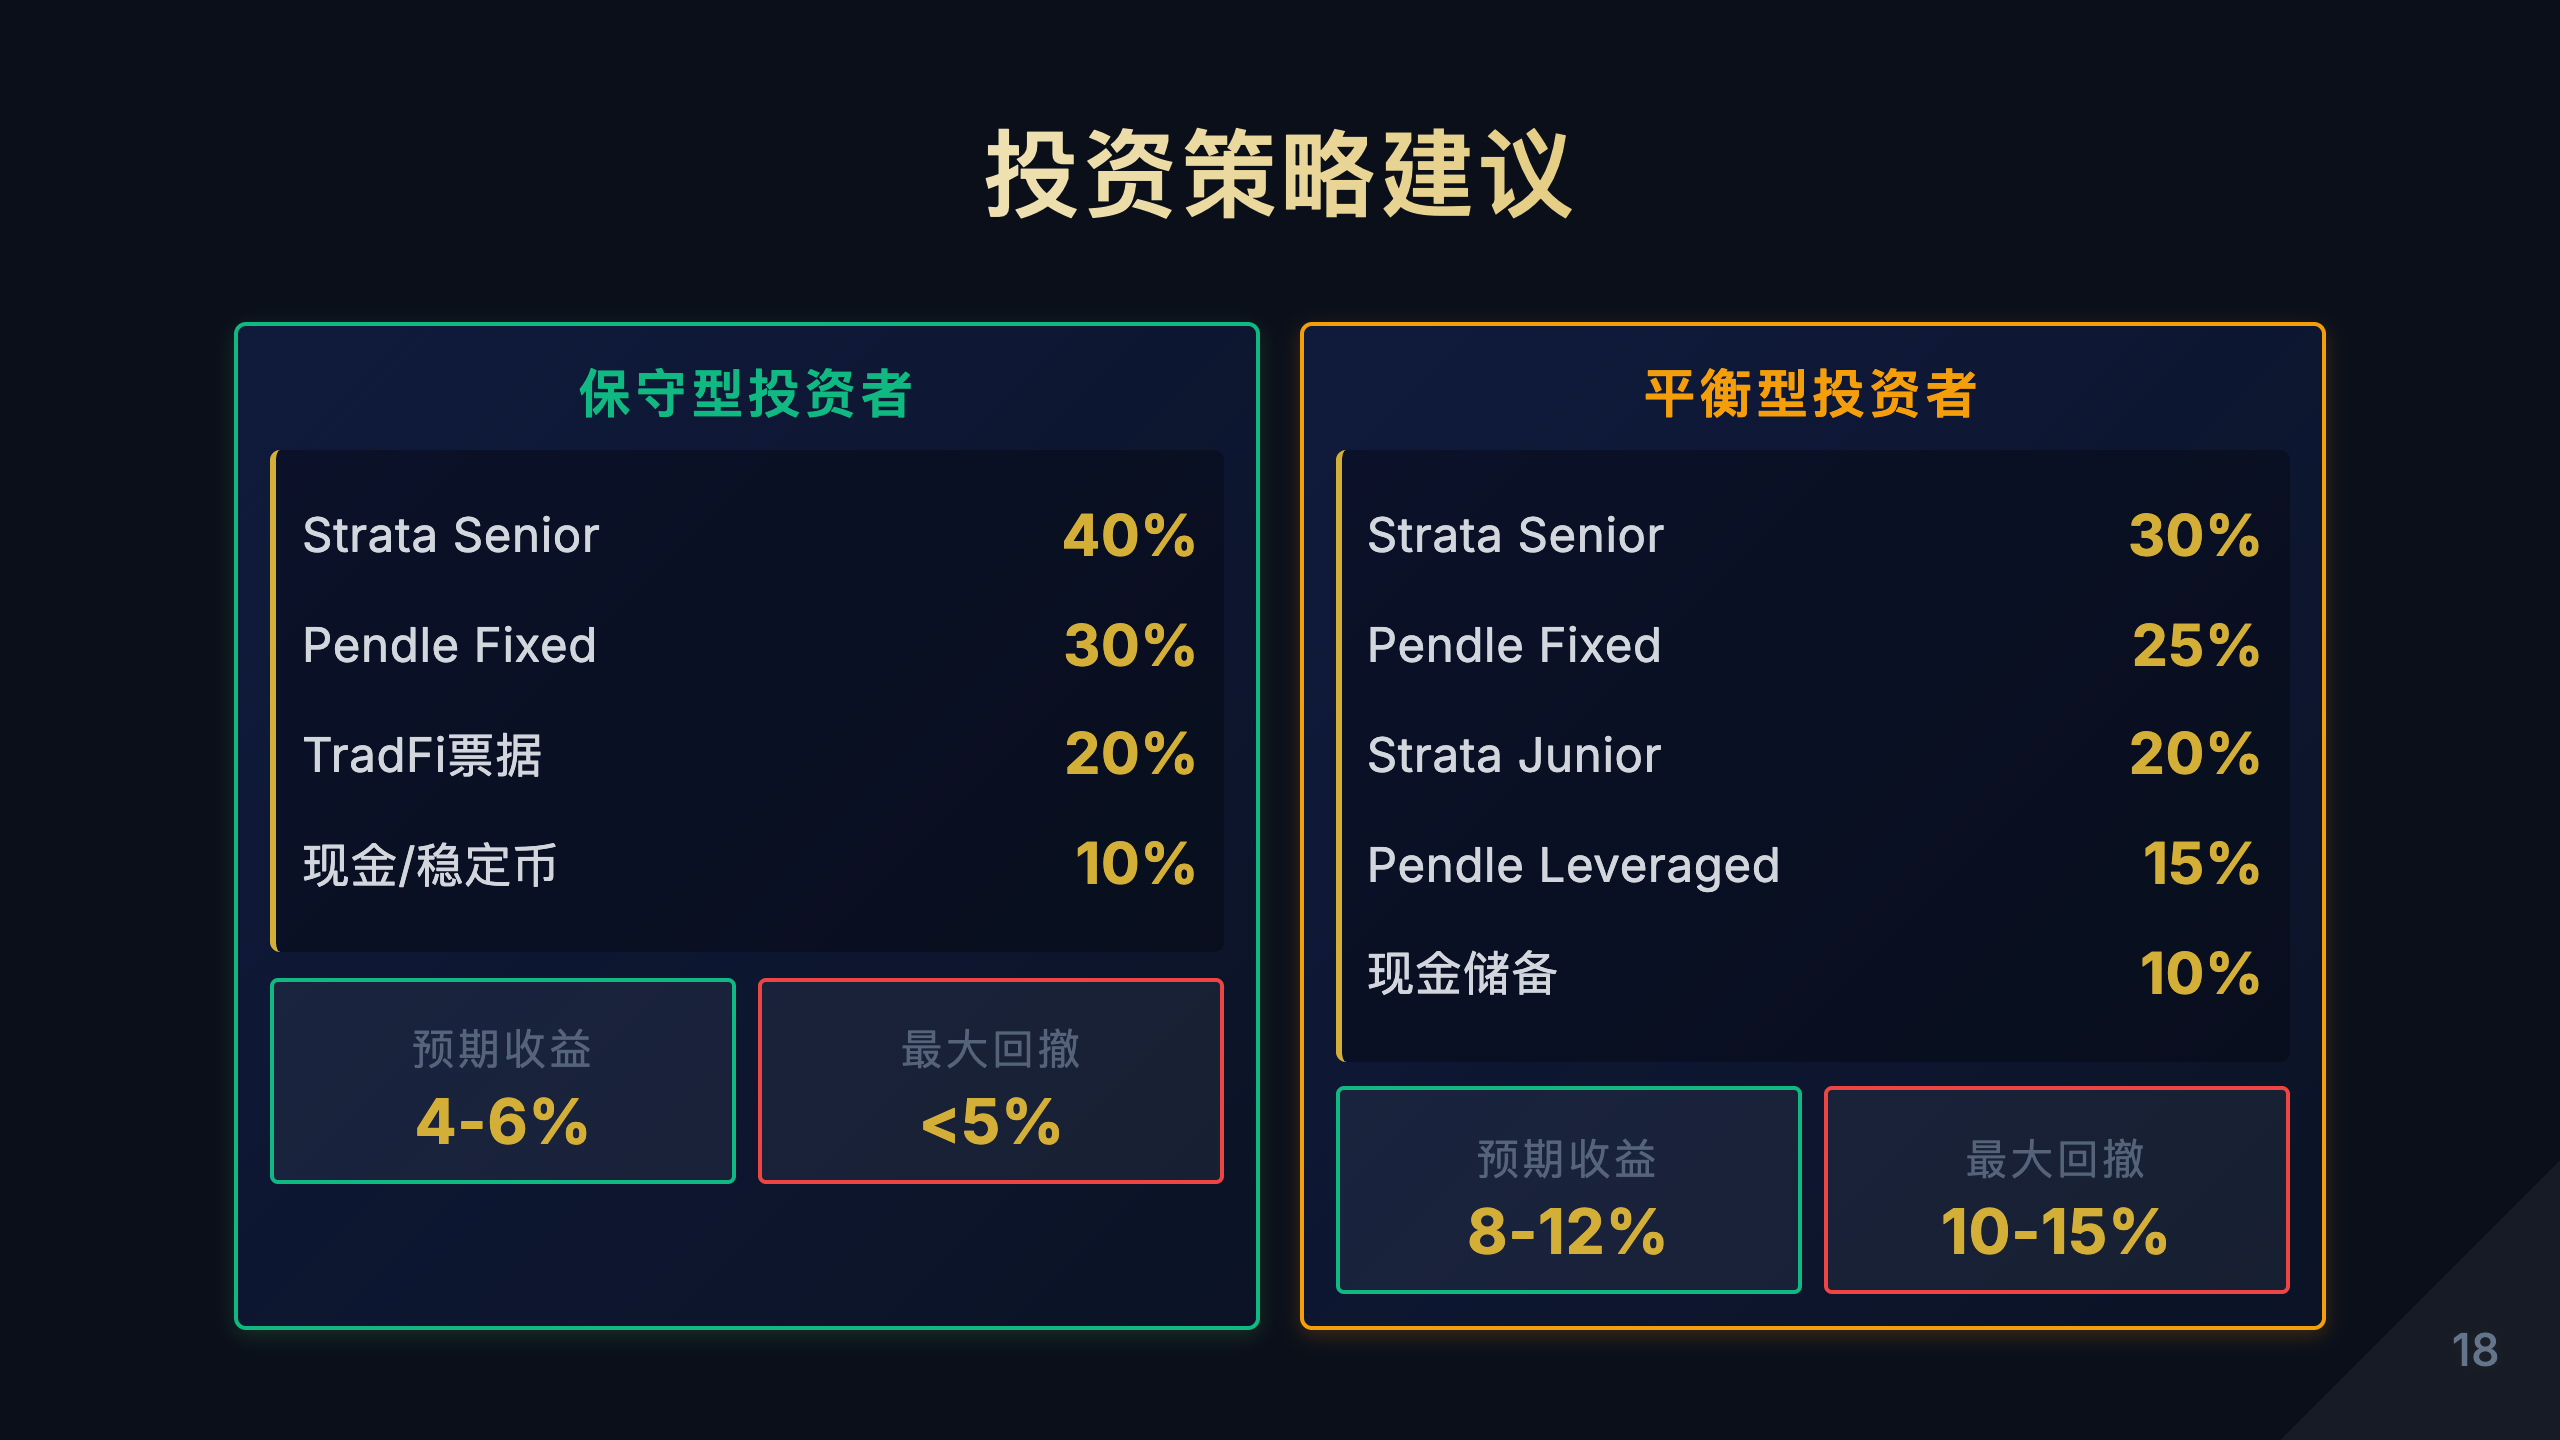 投资策略建议
保守型投资者
Strata Senior 40%
Pendle Fixed 30%
TradFi票据 20%
现金/稳定币 10%
预期收益 最大回撤
4-6% <5%
平衡型投资者
Strata Senior 30%
Pendle Fixed 25%
Strata Junior 20%
Pendle Leveraged 15%
现金储备 10%
预期收益 最大回撤
8-12% 10-15%
18